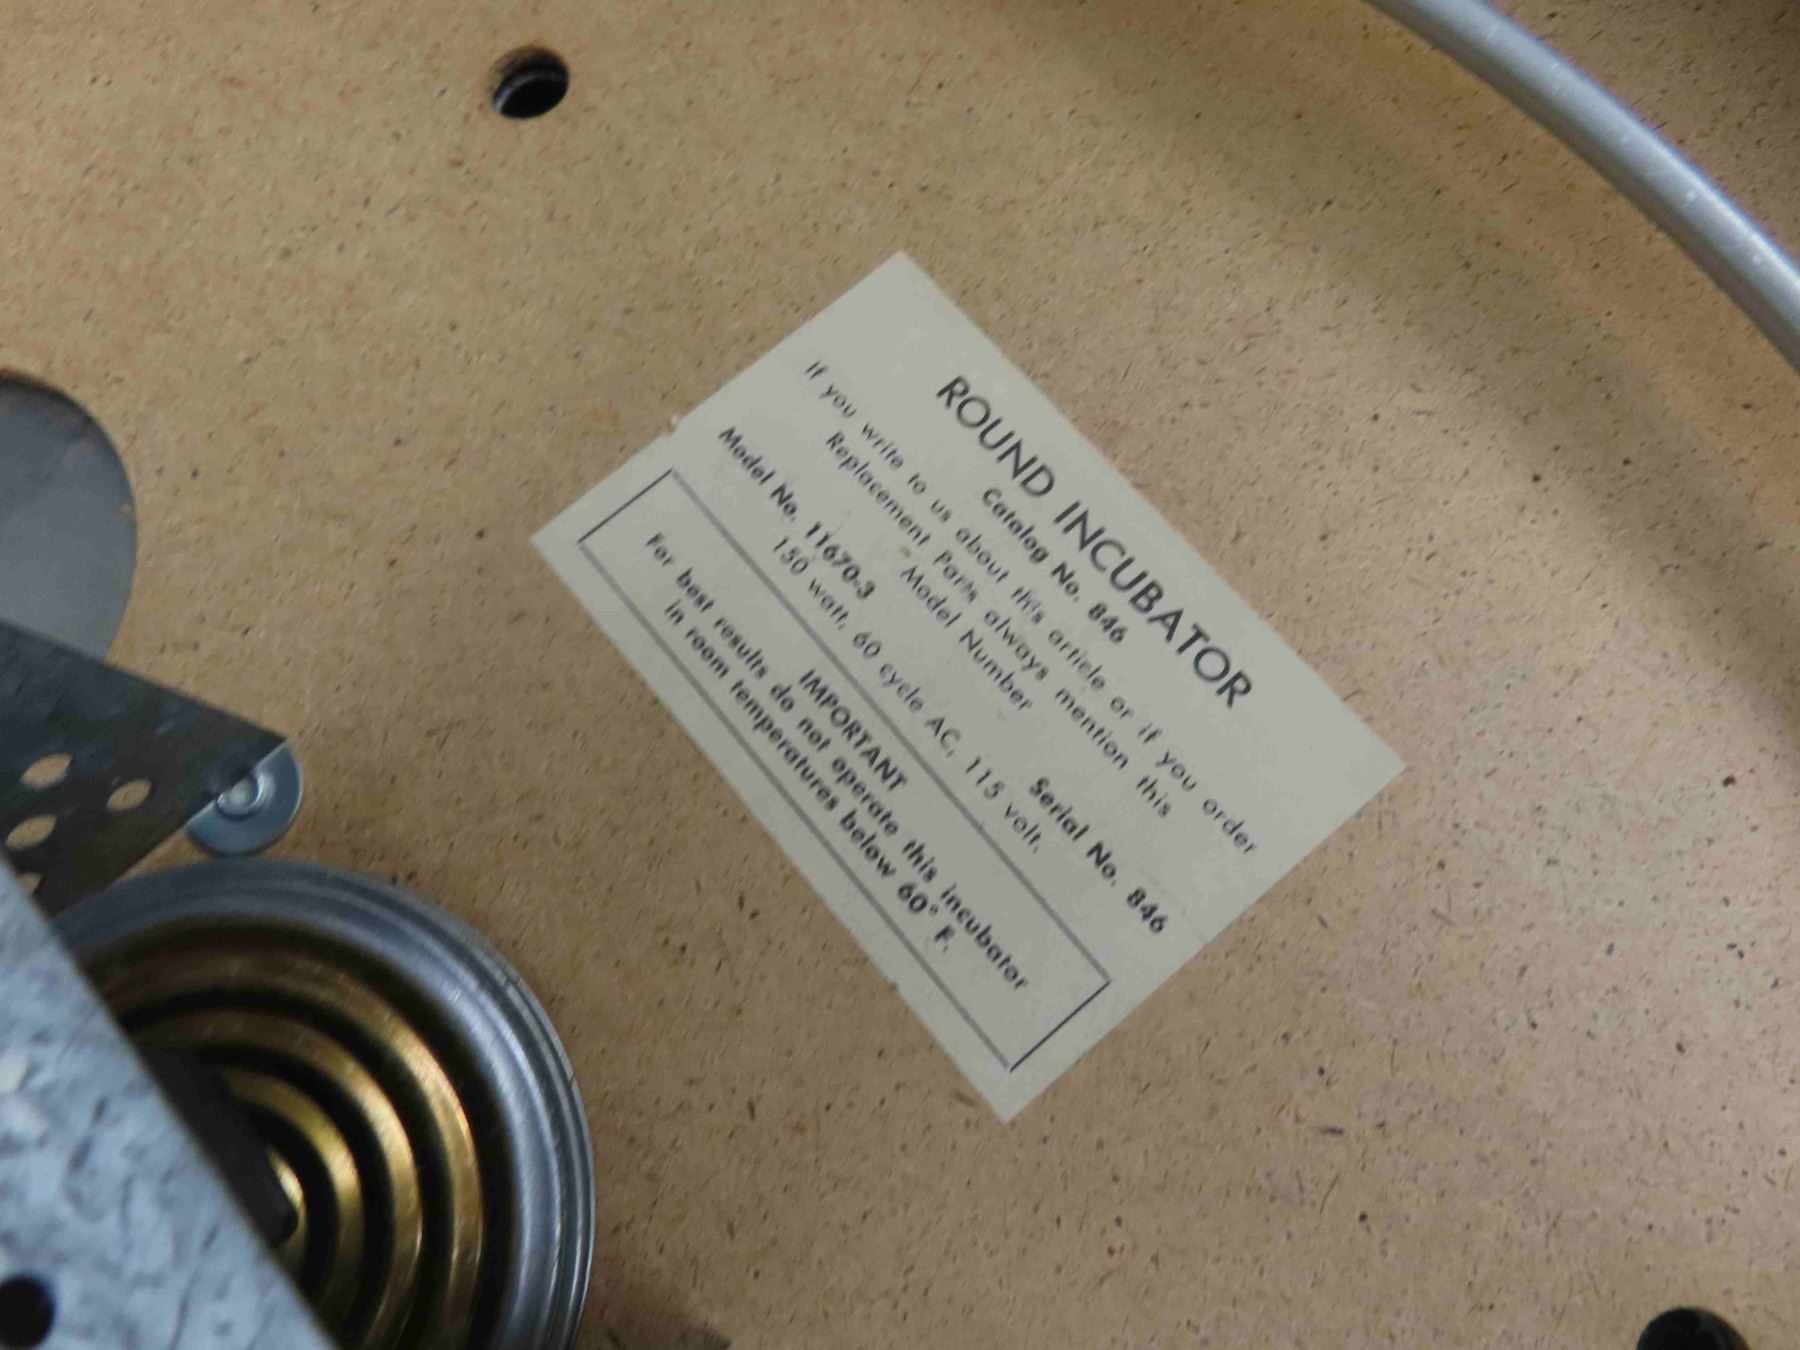 ROUND INCUBATOR
Catalog No. 846
If you write to us about this article or if you order
Replacement Parts always mention this
Model Number
Model No. 11670-3 Serial No. 846
150 watt, 60 cycle AC, 115 volt.
IMPORTANT
For best results do not operate this incubator
in room temperatures below 60° F.